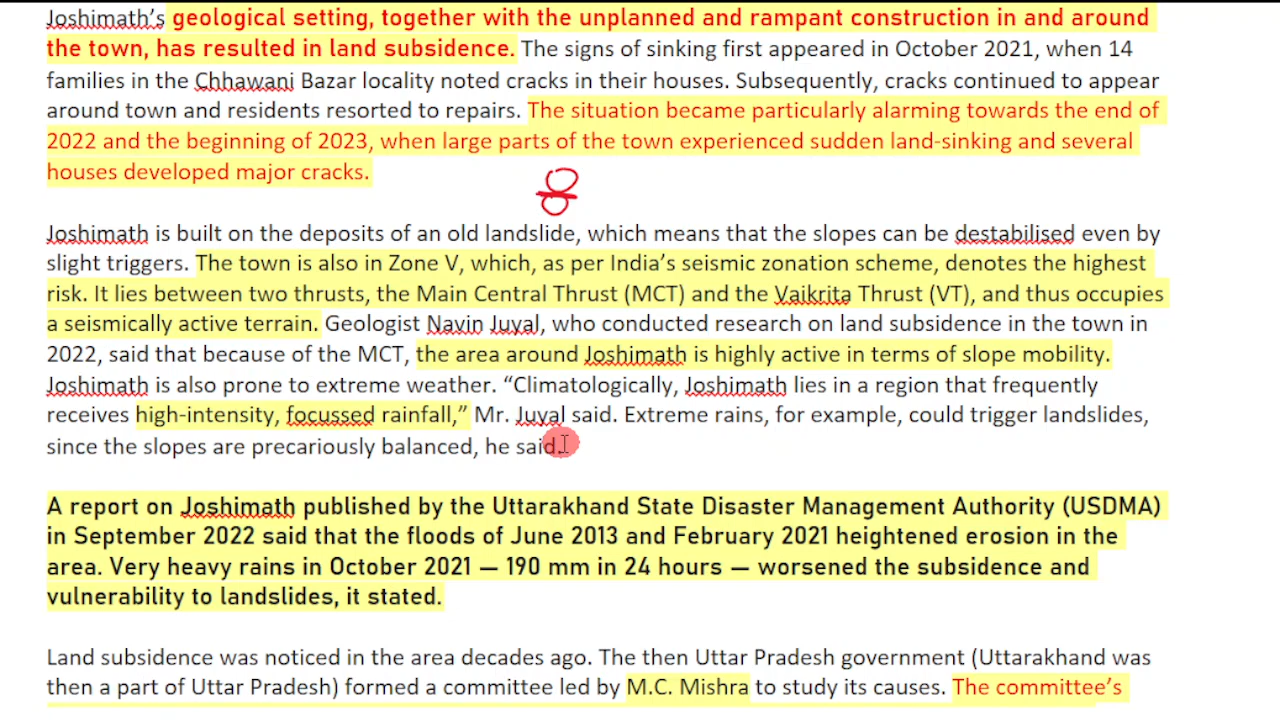 Joshimath’s geological setting, together with the unplanned and rampant construction in and around
the town, has resulted in land subsidence. The signs of sinking first appeared in October 2021, when 14
families in the Chhawani Bazar locality noted cracks in their houses. Subsequently, cracks continued to appear
around town and residents resorted to repairs. The situation became particularly alarming towards the end of
2022 and the beginning of 2023, when large parts of the town experienced sudden land-sinking and several
houses developed major cracks.
Joshimath is built on the deposits of an old landslide, which means that the slopes can be destabilised even by
slight triggers. The town is also in Zone V, which, as per India’s seismic zonation scheme, denotes the highest
risk. It lies between two thrusts, the Main Central Thrust (MCT) and the Vaikrita Thrust (VT), and thus occupies
a seismically active terrain. Geologist Navin Juyal, who conducted research on land subsidence in the town in
2022, said that because of the MCT, the area around Joshimath is highly active in terms of slope mobility.
Joshimath is also prone to extreme weather. “Climatologically, Joshimath lies in a region that frequently
receives high-intensity, focussed rainfall,” Mr. Juyal said. Extreme rains, for example, could trigger landslides,
since the slopes are precariously balanced, he said.
A report on Joshimath published by the Uttarakhand State Disaster Management Authority (USDMA)
in September 2022 said that the floods of June 2013 and February 2021 heightened erosion in the
area. Very heavy rains in October 2021 — 190 mm in 24 hours — worsened the subsidence and
vulnerability to landslides, it stated.
Land subsidence was noticed in the area decades ago. The then Uttar Pradesh government (Uttarakhand was
then a part of Uttar Pradesh) formed a committee led by M.C. Mishra to study its causes. The committee’s